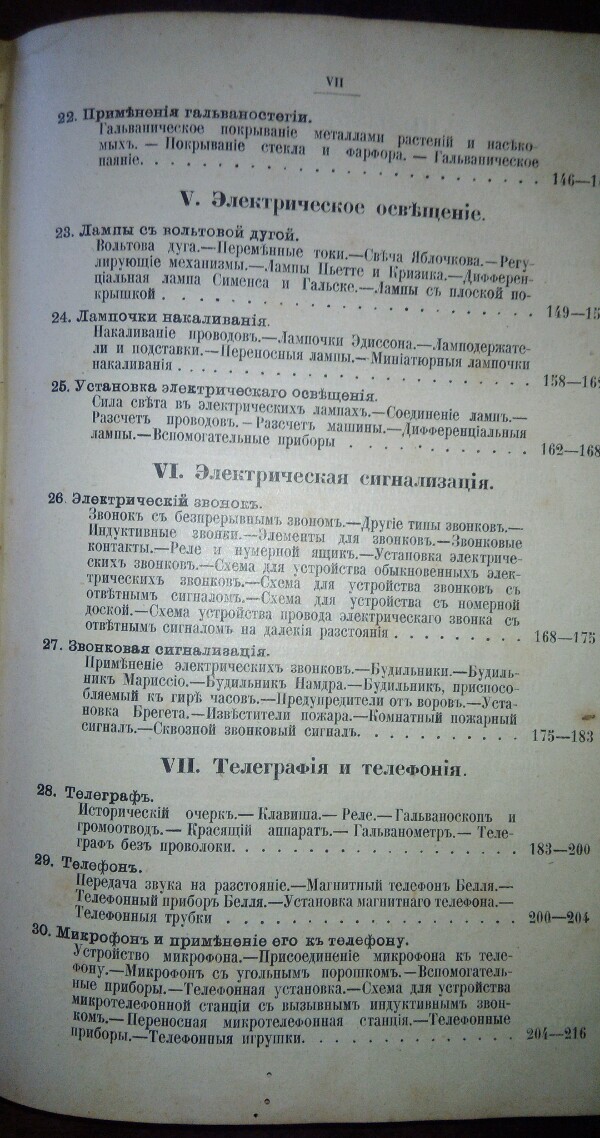 VII
22. Примѣненія гальваностегіи.
Гальваническое покрываніе металлами растеній и насѣко-
мыхъ. — Покрываніе стекла и фарфора. — Гальваническое
паяніе. . . . . . . . . . . . . . . . . . . . 146—1
V. Электрическое освѣщеніе.
23. Лампы съ вольтовой дугой.
Вольтова дуга.—Перемѣнные токи.—Свѣча Яблочкова.—Регу-
лирующіе механизмы.—Лампы Пьетте и Кризика.—Дифферен-
ціальная лампа Сименса и Гальске.—Лампы съ плоской по-
крышкой . . . . . . . . . . . . . . . . . . . 149—15
24. Лампочки накаливанія.
Накаливаніе проводовъ.—Лампочки Эдиссона.—Ламподержате-
ли и подставки.—Переносныя лампы.—Миніатюрныя лампочки
накаливанія . . . . . . . . . . . . . . . . . 158—162
25. Установка электрическаго освѣщенія.
Сила свѣта въ электрическихъ лампахъ.—Соединеніе лампъ.—
Разсчетъ проводовъ.—Разсчетъ машины.—Дифференціальныя
лампы.—Вспомогательные приборы . . . . . . . . 162—168
VI. Электрическая сигнализація.
26. Электрическій звонокъ.
Звонокъ съ безпрерывнымъ звономъ.—Другіе типы звонковъ.—
Индуктивные звонки.—Элементы для звонковъ.—Звонковые
контакты.—Реле и нумерной ящикъ.—Установка электриче-
скихъ звонковъ.—Схема для устройства обыкновенныхъ элек-
трическихъ звонковъ.—Схема для устройства звонковъ съ
отвѣтнымъ сигналомъ.—Схема для устройства съ номерной
доской.—Схема устройства провода электрическаго звонка съ
отвѣтнымъ сигналомъ на далекія разстоянія . . . . . . . . 168—175
27. Звонковая сигнализація.
Примѣненіе электрическихъ звонковъ.—Будильники.—Будиль-
никъ Мариссіо.—Будильникъ Намдра.—Будильникъ, приспосо-
бляемый къ гирѣ часовъ.—Предупредители отъ воровъ.—Уста-
новка Брегета.—Извѣстители пожара.—Комнатный пожарный
сигналъ.—Сквозной звонковый сигналъ. . . . . . . . . . 175—183
VII. Телеграфія и телефонія.
28. Телеграфъ.
Историческій очеркъ.—Клавиша.—Реле.—Гальваноскопъ и
громоотводъ.—Красящій аппаратъ.—Гальванометръ.—Теле-
графъ безъ проволоки. . . . . . . . . . . . . . . . . 183—200
29. Телефонъ.
Передача звука на разстояніе.—Магнитный телефонъ Белля.—
Телефонный приборъ Белля.—Установка магнитнаго телефона.—
Телефонныя трубки . . . . . . . . . . . . . . . . . . 200—204
30. Микрофонъ и примѣненіе его къ телефону.
Устройство микрофона.—Присоединеніе микрофона къ теле-
фону.—Микрофонъ съ угольнымъ порошкомъ.—Вспомогатель-
ные приборы.—Телефонная установка.—Схема для устройства
микротелефонной станціи съ вызывнымъ индуктивнымъ звон-
комъ.—Переносная микротелефонная станція.—Телефонные
приборы.—Телефонныя игрушки. . . . . . . . . . . . . 204—216